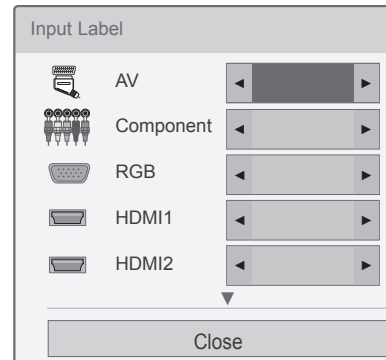 Input Label
AV
Component
RGB
HDMI1
HDMI2
Close